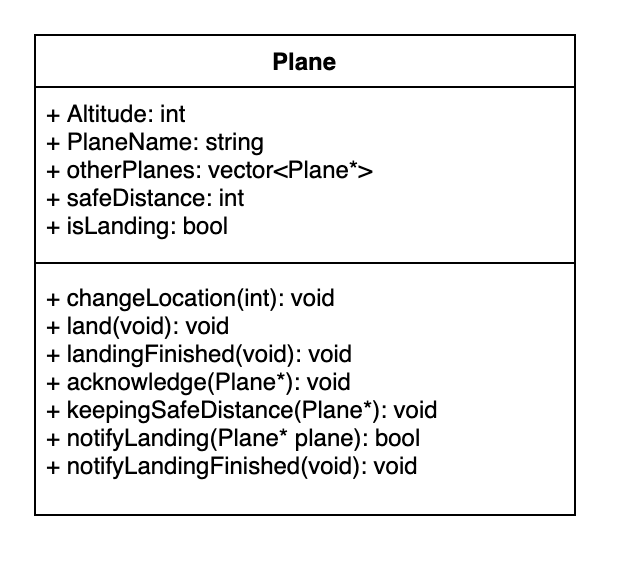 Plane
+ Altitude: int
+ PlaneName: string
+ otherPlanes: vector<Plane*>
+ safeDistance: int
+ isLanding: bool
+ changeLocation(int): void
+ land(void): void
+ landingFinished(void): void
+ acknowledge(Plane*): void
+ keepingSafeDistance(Plane*): void
+ notifyLanding(Plane* plane): bool
+ notifyLandingFinished(void): void